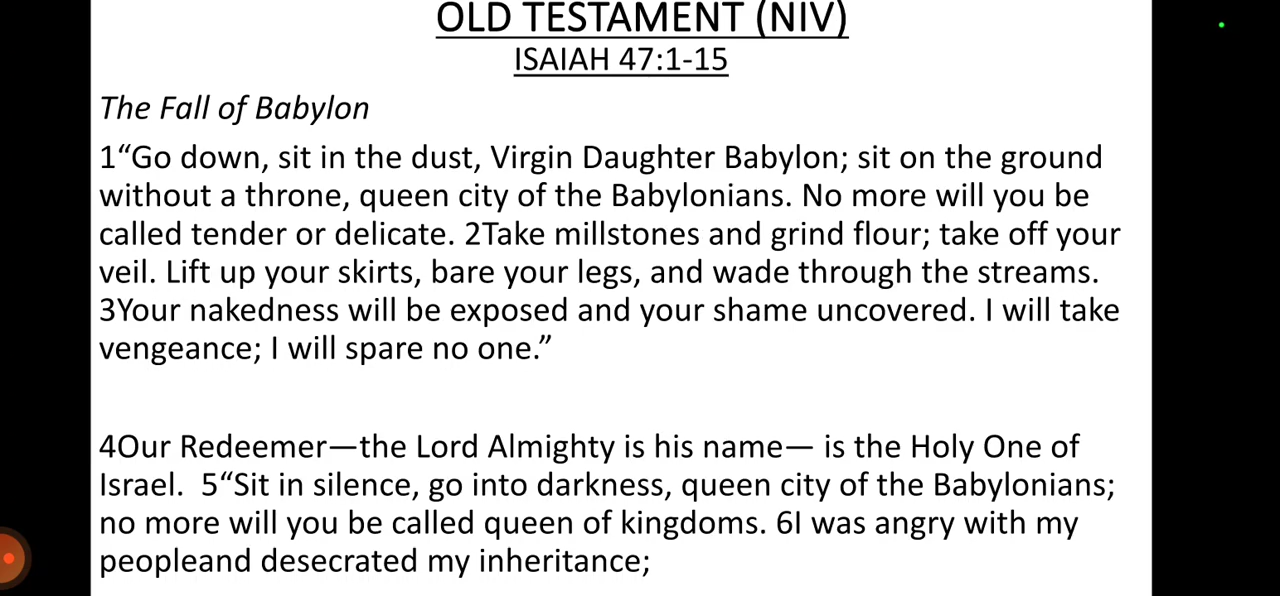 OLD TESTAMENT (NIV)
ISAIAH 47:1-15
The Fall of Babylon
1“Go down, sit in the dust, Virgin Daughter Babylon; sit on the ground
without a throne, queen city of the Babylonians. No more will you be
called tender or delicate. 2Take millstones and grind flour; take off your
veil. Lift up your skirts, bare your legs, and wade through the streams.
3Your nakedness will be exposed and your shame uncovered. I will take
vengeance; I will spare no one.”
4Our Redeemer—the Lord Almighty is his name— is the Holy One of
Israel.  5“Sit in silence, go into darkness, queen city of the Babylonians;
no more will you be called queen of kingdoms. 6I was angry with my
peopleand desecrated my inheritance;